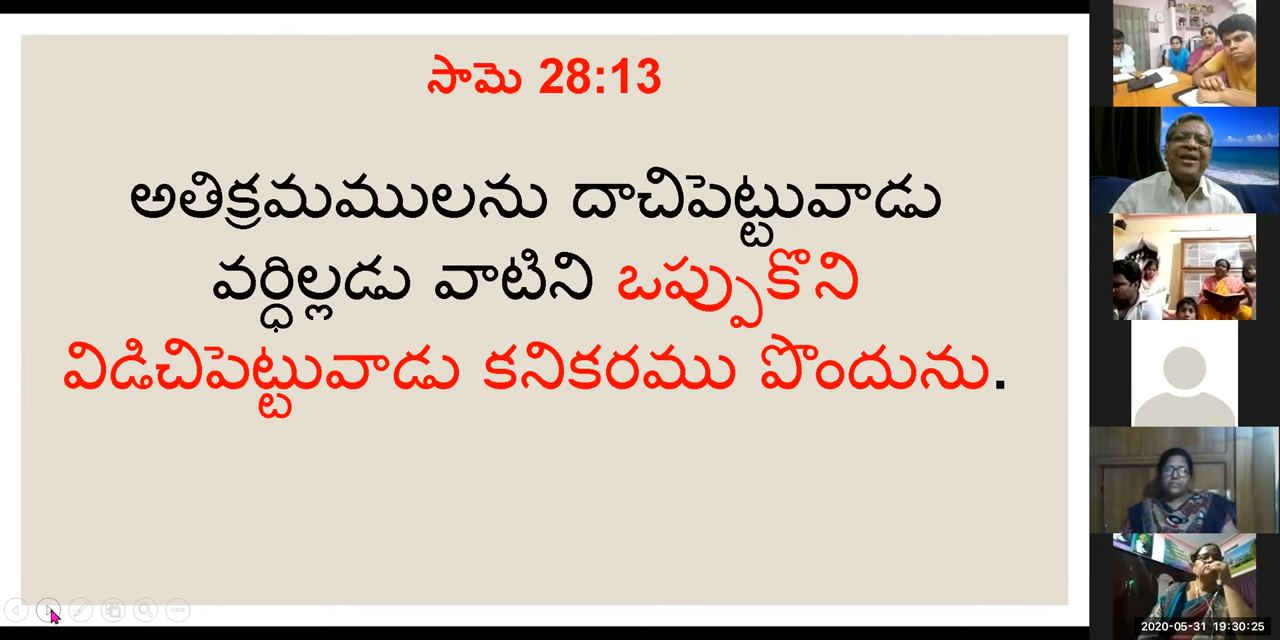 సామె 28:13
అతిక్రమములను దాచిపెట్టువాడు
వర్ధిల్లడు వాటిని ఒప్పుకొని
విడిచిపెట్టువాడు కనికరము పొందును.
2020-05-31 19:30:25